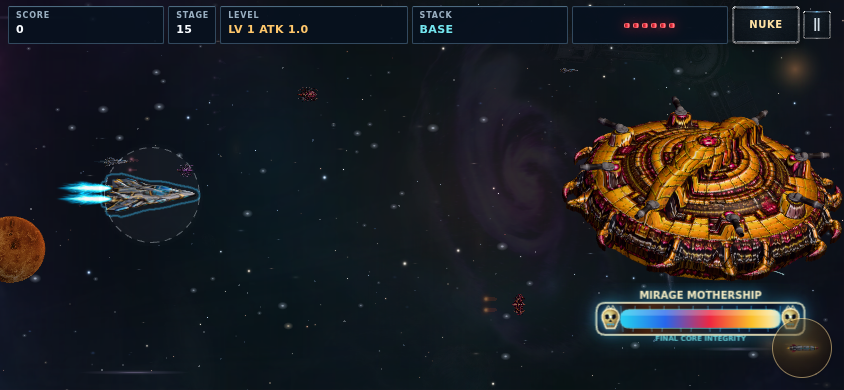 SCORE
0
STAGE
15
LEVEL
LV 1 ATK 1.0
STACK
BASE
NUKE
MIRAGE MOTHERSHIP
FINAL CORE INTEGRITY